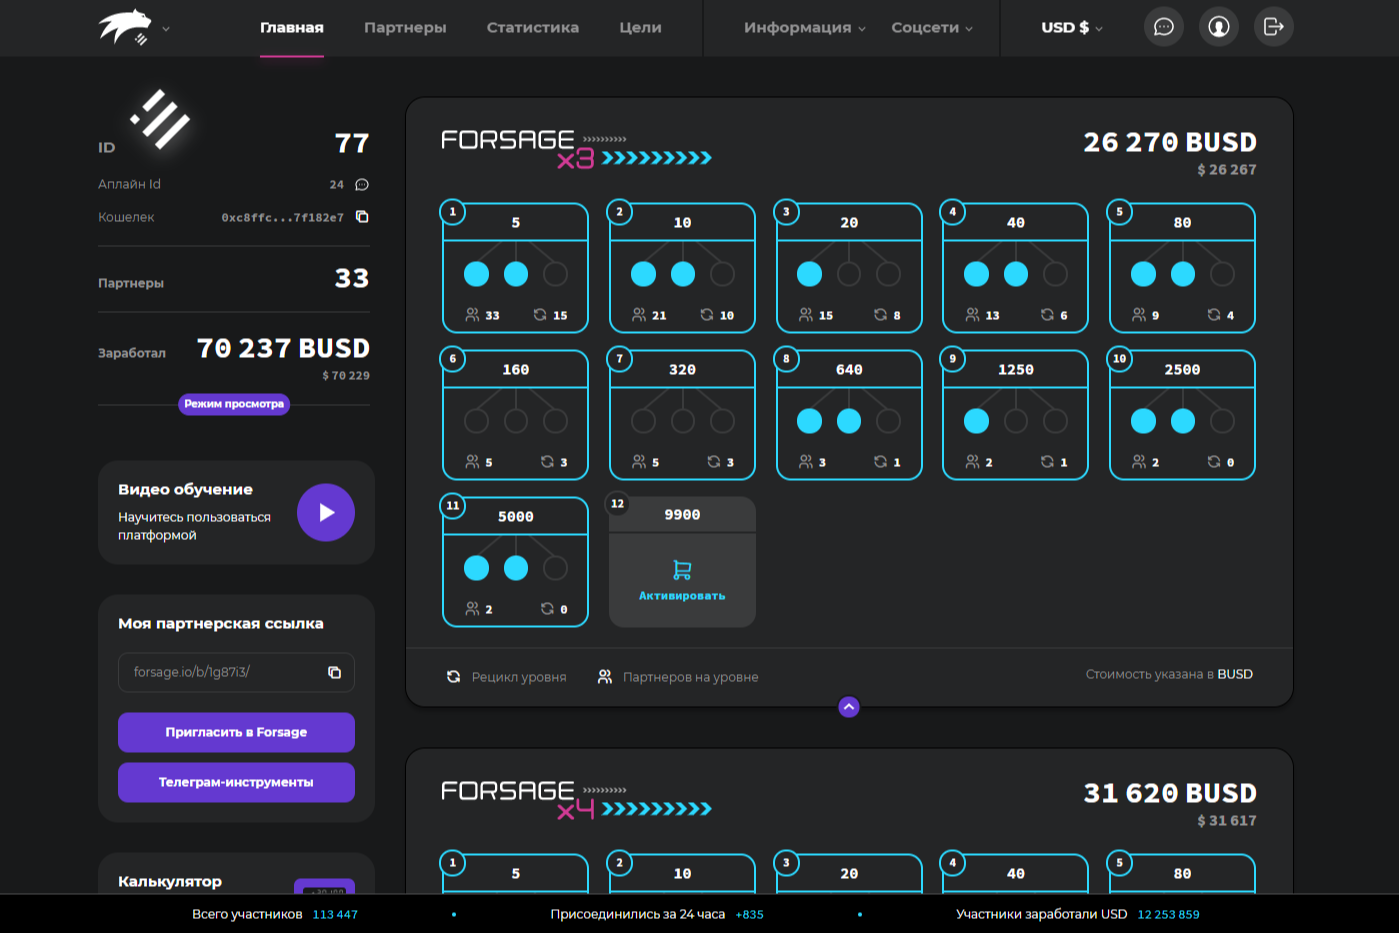 Главная
Партнеры
Статистика
Цели
Информация
Соцсети
USD $
ID 77
Аплайн Id 24
Кошелек 0xc8ffc...7f182e7
Партнеры 33
Заработал 70 237 BUSD
$ 70 229
Режим просмотра
Видео обучение
Научитесь пользоваться
платформой
Моя партнерская ссылка
forsage.io/b/1g87i3/
Пригласить в Forsage
Телеграм-инструменты
Калькулятор
FORSAGE
x3
26 270 BUSD
$ 26 267
1 5
2 10
3 20
4 40
5 80
33 15
21 10
15 8
13 6
9 4
6 160
7 320
8 640
9 1250
10 2500
5 3
5 3
3 1
2 1
2 0
11 5000
12 9900
Активировать
2 0
Рецикл уровня
Партнеров на уровне
Стоимость указана в BUSD
FORSAGE
x4
31 620 BUSD
$ 31 617
1 5
2 10
3 20
4 40
5 80
Всего участников 113 447
Присоединились за 24 часа +835
Участники заработали USD 12 253 859